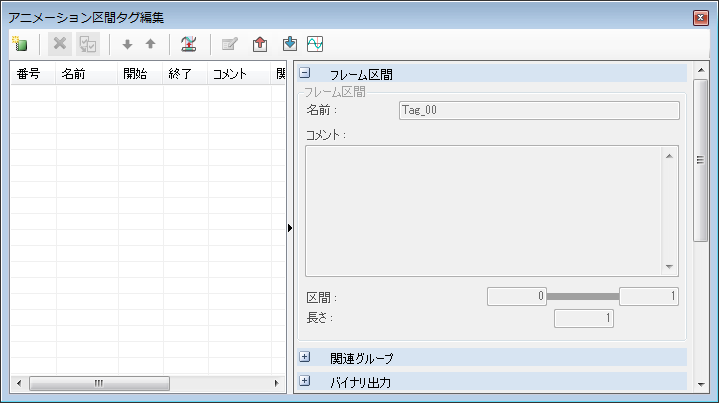 アニメーション区間タグ編集
番号 名前 開始 終了 コメント
フレーム区間
フレーム区間
名前： Tag_00
コメント：
区間： 0 1
長さ： 1
関連グループ
バイナリ出力